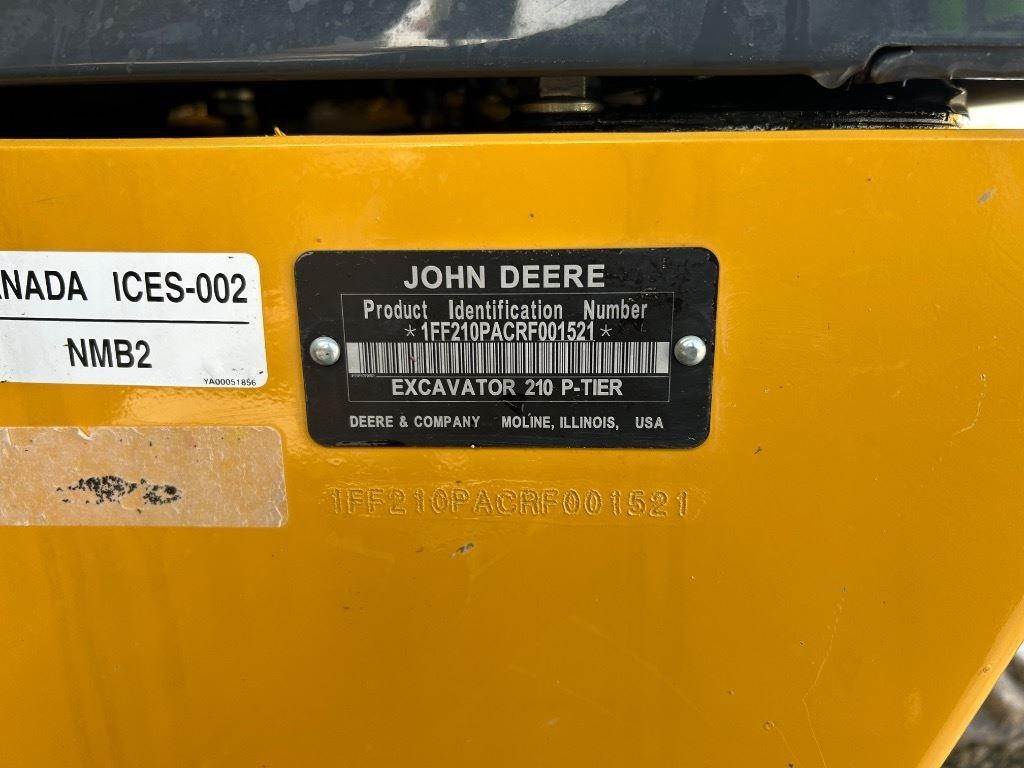 ANADA ICES-002
NMB2
YA00051856
JOHN DEERE
Product Identification Number
*1FF210PACRF001521*
EXCAVATOR 210 P-TIER
DEERE & COMPANY MOLINE, ILLINOIS, USA
1FF210PACRF001521